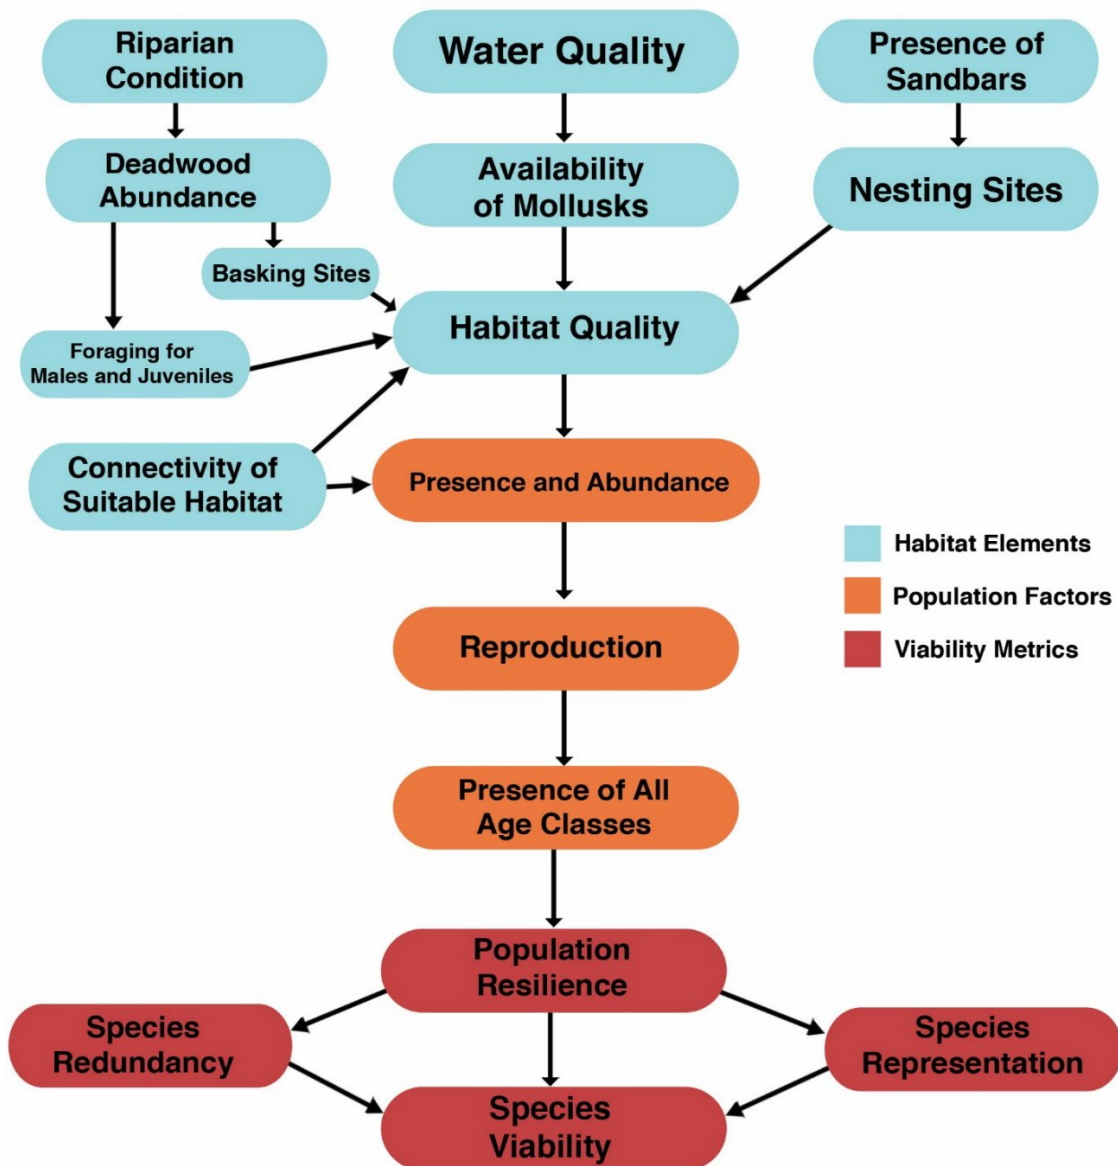 Riparian
Condition
Water Quality
Presence of
Sandbars
Deadwood
Abundance
Availability
of Mollusks
Nesting Sites
Basking Sites
Habitat Quality
Foraging for
Males and Juveniles
Connectivity of
Suitable Habitat
Presence and Abundance
Habitat Elements
Population Factors
Viability Metrics
Reproduction
Presence of All
Age Classes
Population
Resilience
Species
Redundancy
Species
Representation
Species
Viability